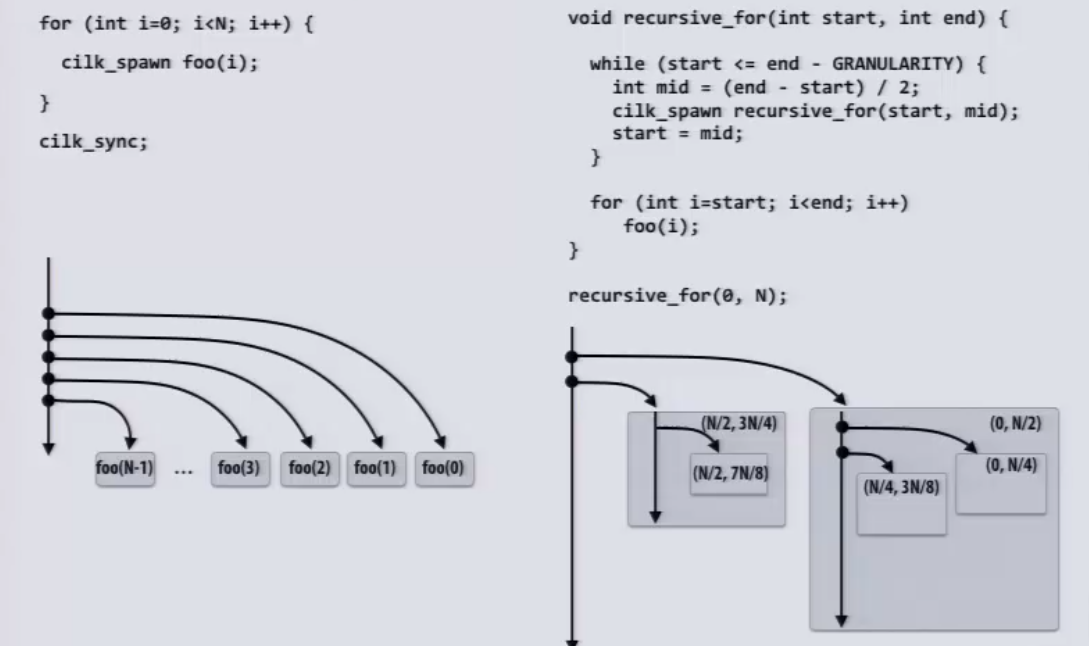 for (int i=0; i<N; i++) {
cilk_spawn foo(i);
}
cilk_sync;
foo(N-1) ... foo(3) foo(2) foo(1) foo(0)
void recursive_for(int start, int end) {
while (start <= end - GRANULARITY) {
int mid = (end - start) / 2;
cilk_spawn recursive_for(start, mid);
start = mid;
}
for (int i=start; i<end; i++)
foo(i);
}
recursive_for(0, N);
(N/2, 3N/4)
(N/2, 7N/8)
(0, N/2)
(0, N/4)
(N/4, 3N/8)